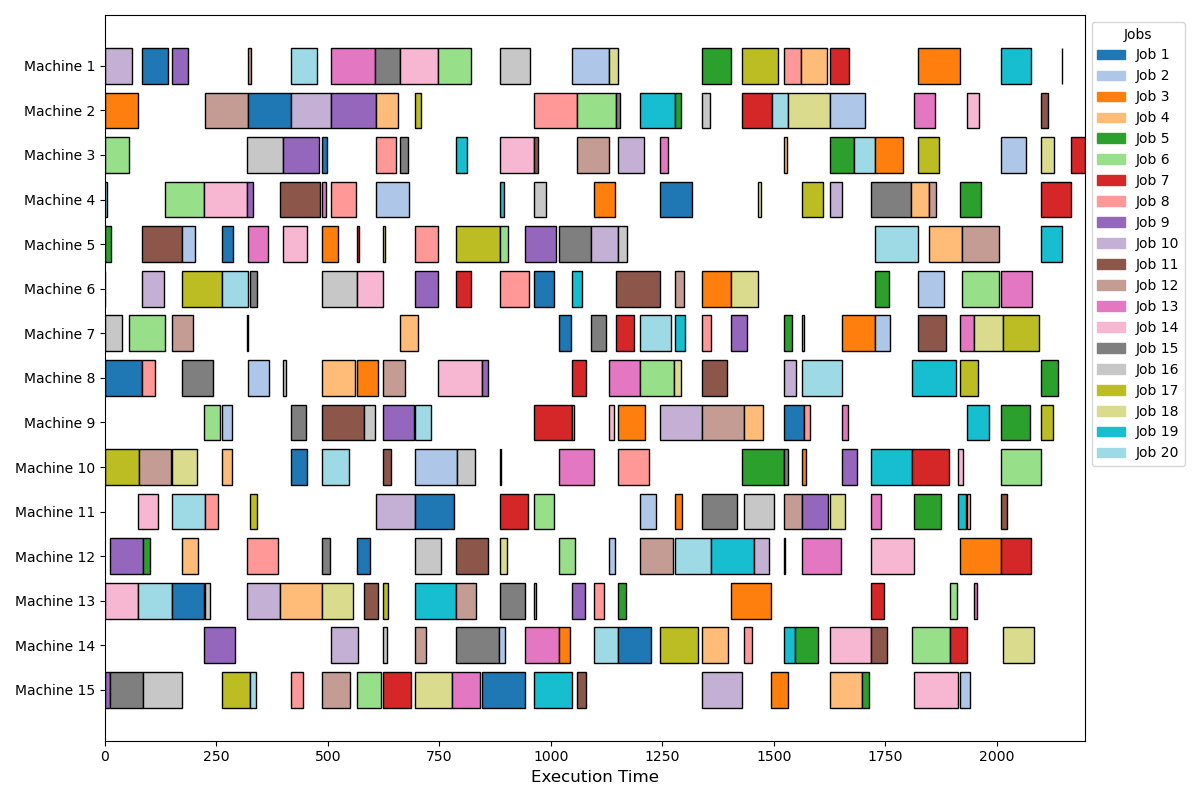 Machine 1
Machine 2
Machine 3
Machine 4
Machine 5
Machine 6
Machine 7
Machine 8
Machine 9
Machine 10
Machine 11
Machine 12
Machine 13
Machine 14
Machine 15
0 250 500 750 1000 1250 1500 1750 2000
Execution Time
Jobs
Job 1
Job 2
Job 3
Job 4
Job 5
Job 6
Job 7
Job 8
Job 9
Job 10
Job 11
Job 12
Job 13
Job 14
Job 15
Job 16
Job 17
Job 18
Job 19
Job 20